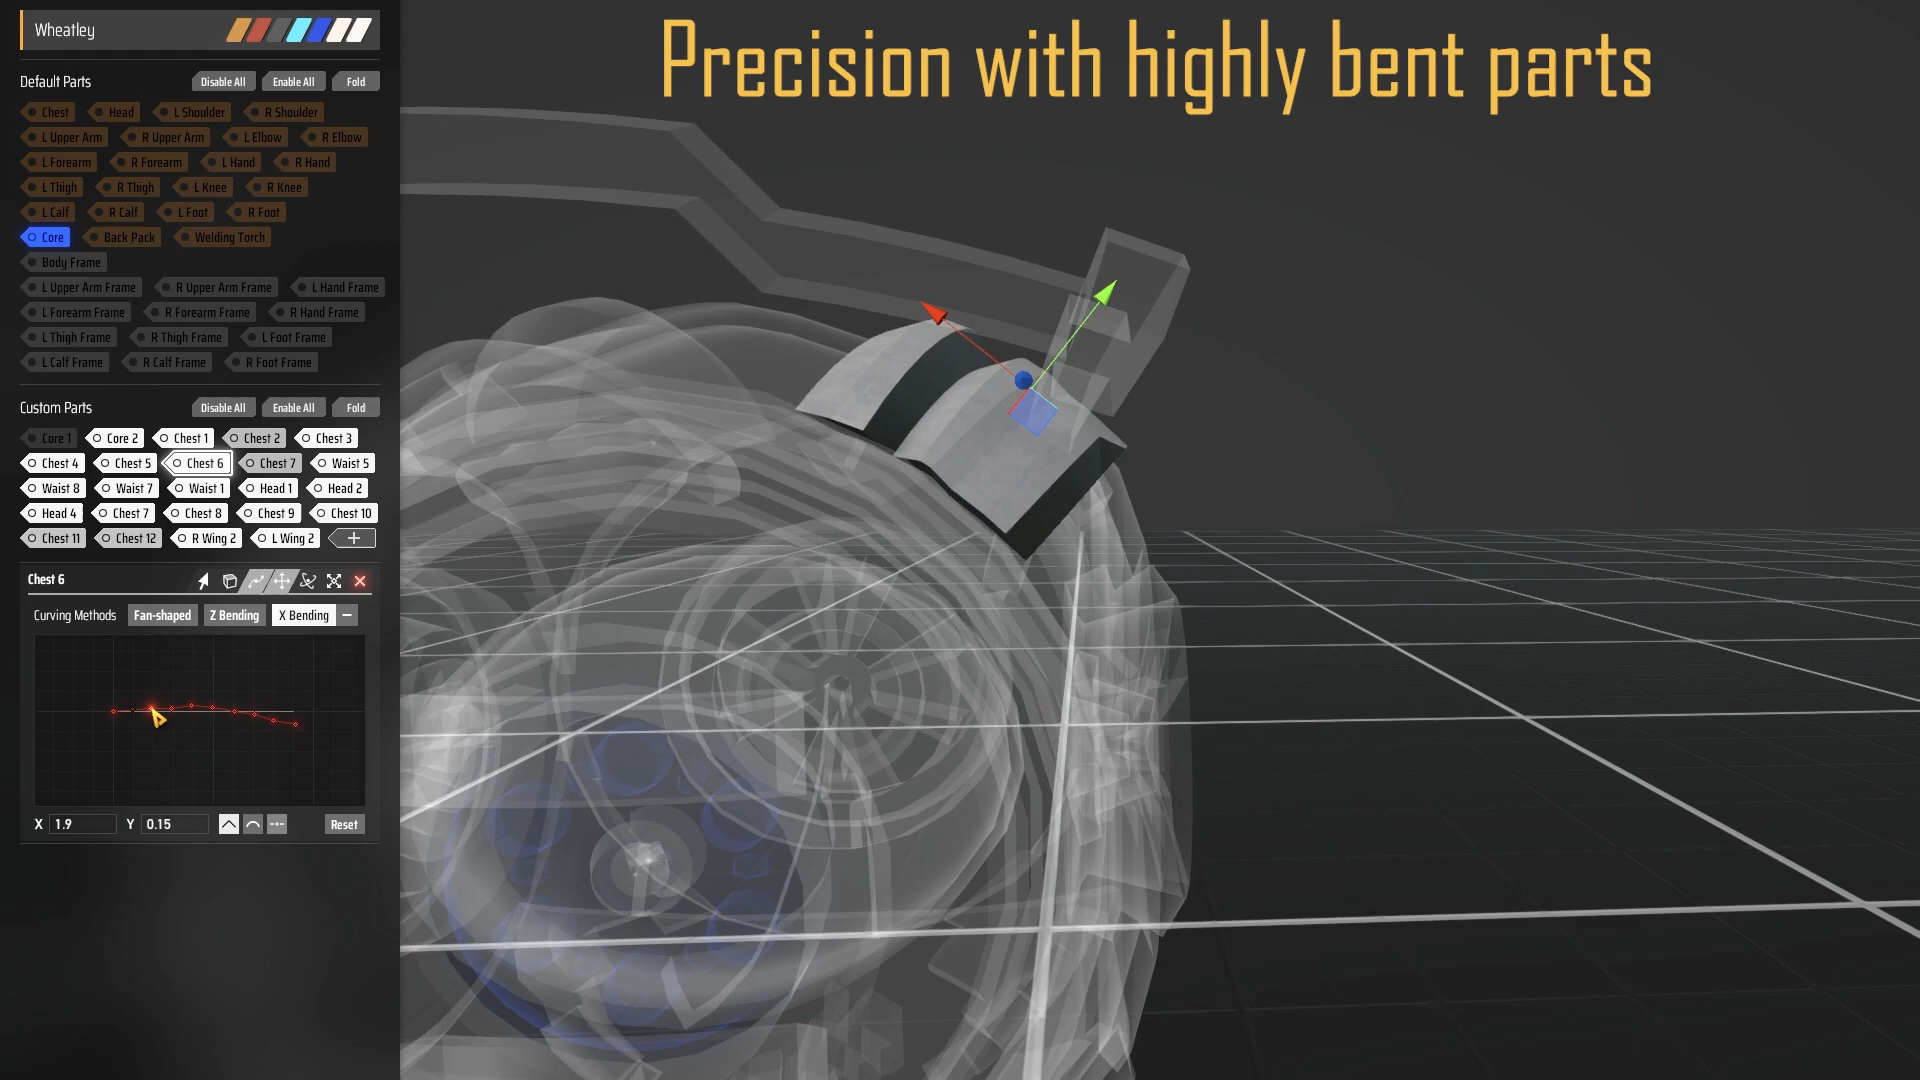 Precision with highly bent parts
Wheatley
Default Parts Disable All Enable All Fold
Chest Head L Shoulder R Shoulder
L Upper Arm R Upper Arm L Elbow R Elbow
L Forearm R Forearm L Hand R Hand
L Thigh R Thigh L Knee R Knee
L Calf R Calf L Foot R Foot
Core Back Pack Welding Torch
Body Frame
L Upper Arm Frame R Upper Arm Frame L Hand Frame
L Forearm Frame R Forearm Frame R Hand Frame
L Thigh Frame R Thigh Frame L Foot Frame
L Calf Frame R Calf Frame R Foot Frame
Custom Parts Disable All Enable All Fold
Core 1 Core 2 Chest 1 Chest 2 Chest 3
Chest 4 Chest 5 Chest 6 Chest 7 Waist 5
Waist 8 Waist 7 Waist 1 Head 1 Head 2
Head 4 Chest 7 Chest 8 Chest 9 Chest 10
Chest 11 Chest 12 R Wing 2 L Wing 2
Chest 6
Curving Methods Fan-shaped Z Bending X Bending
X 1.9 Y 0.15 Reset